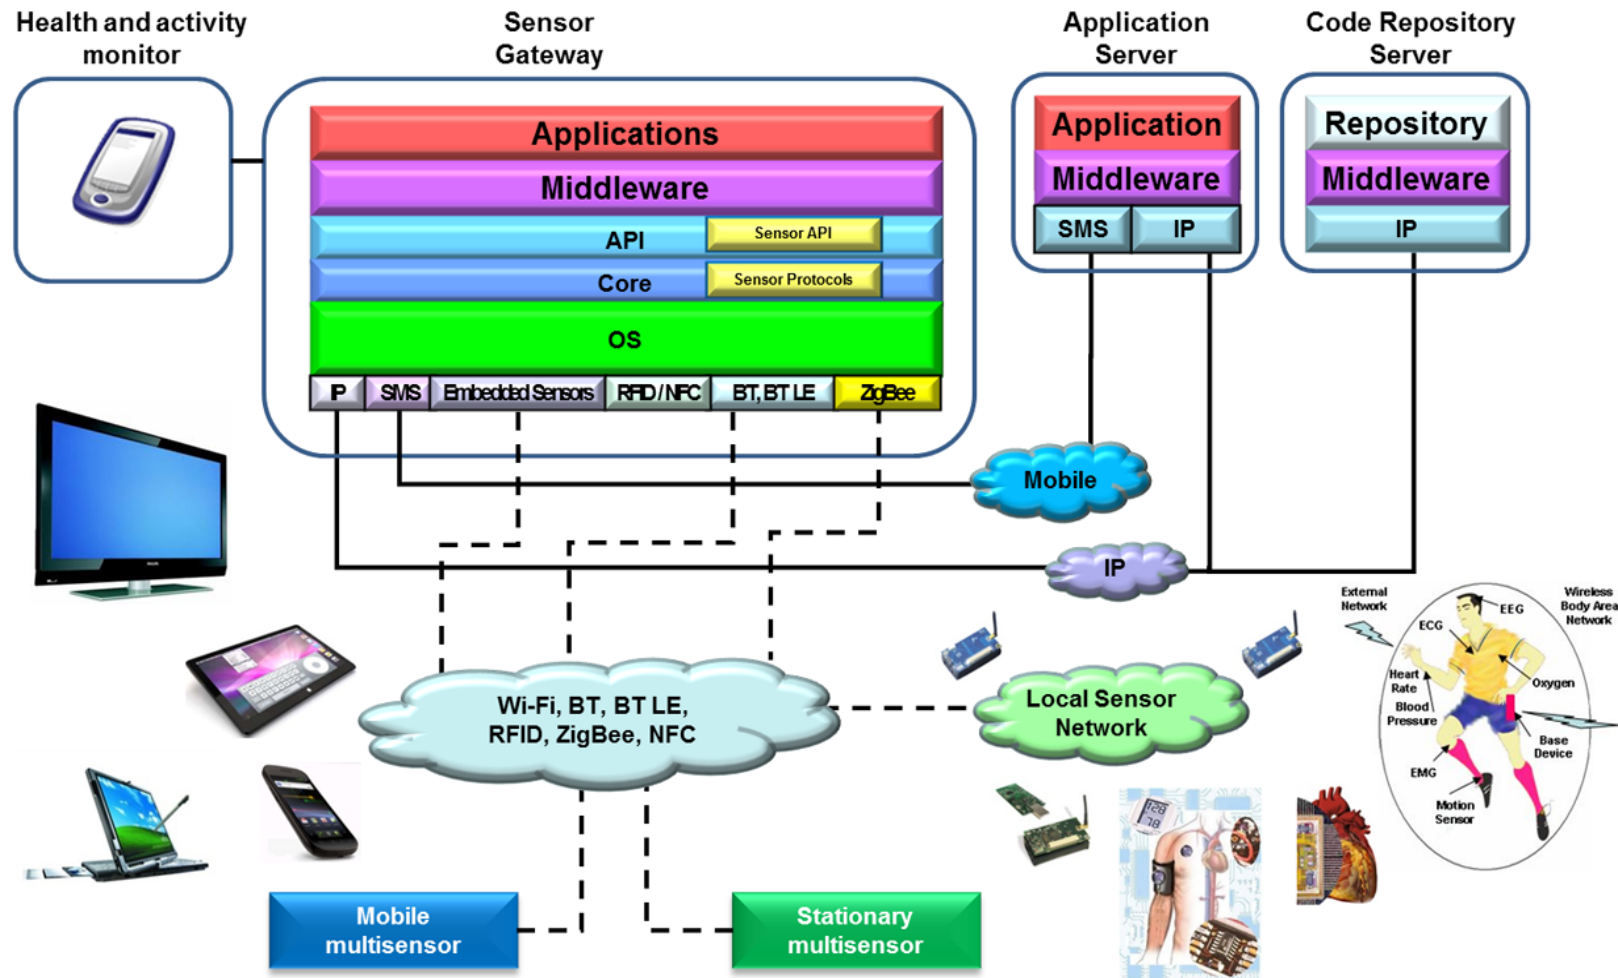 Health and activity
monitor
Sensor
Gateway
Application
Server
Code Repository
Server
Applications
Middleware
API
Sensor API
Core
Sensor Protocols
OS
IP
SMS
Embedded Sensors
RFID / NFC
BT, BT LE
ZigBee
Application
Middleware
SMS
IP
Repository
Middleware
IP
Mobile
IP
Wi-Fi, BT, BT LE,
RFID, ZigBee, NFC
Local Sensor
Network
Mobile
multisensor
Stationary
multisensor
External
Network
Wireless
Body Area
Network
EEG
ECG
Heart
Rate
Oxygen
Blood
Pressure
Base
Device
EMG
Motion
Sensor
128
78